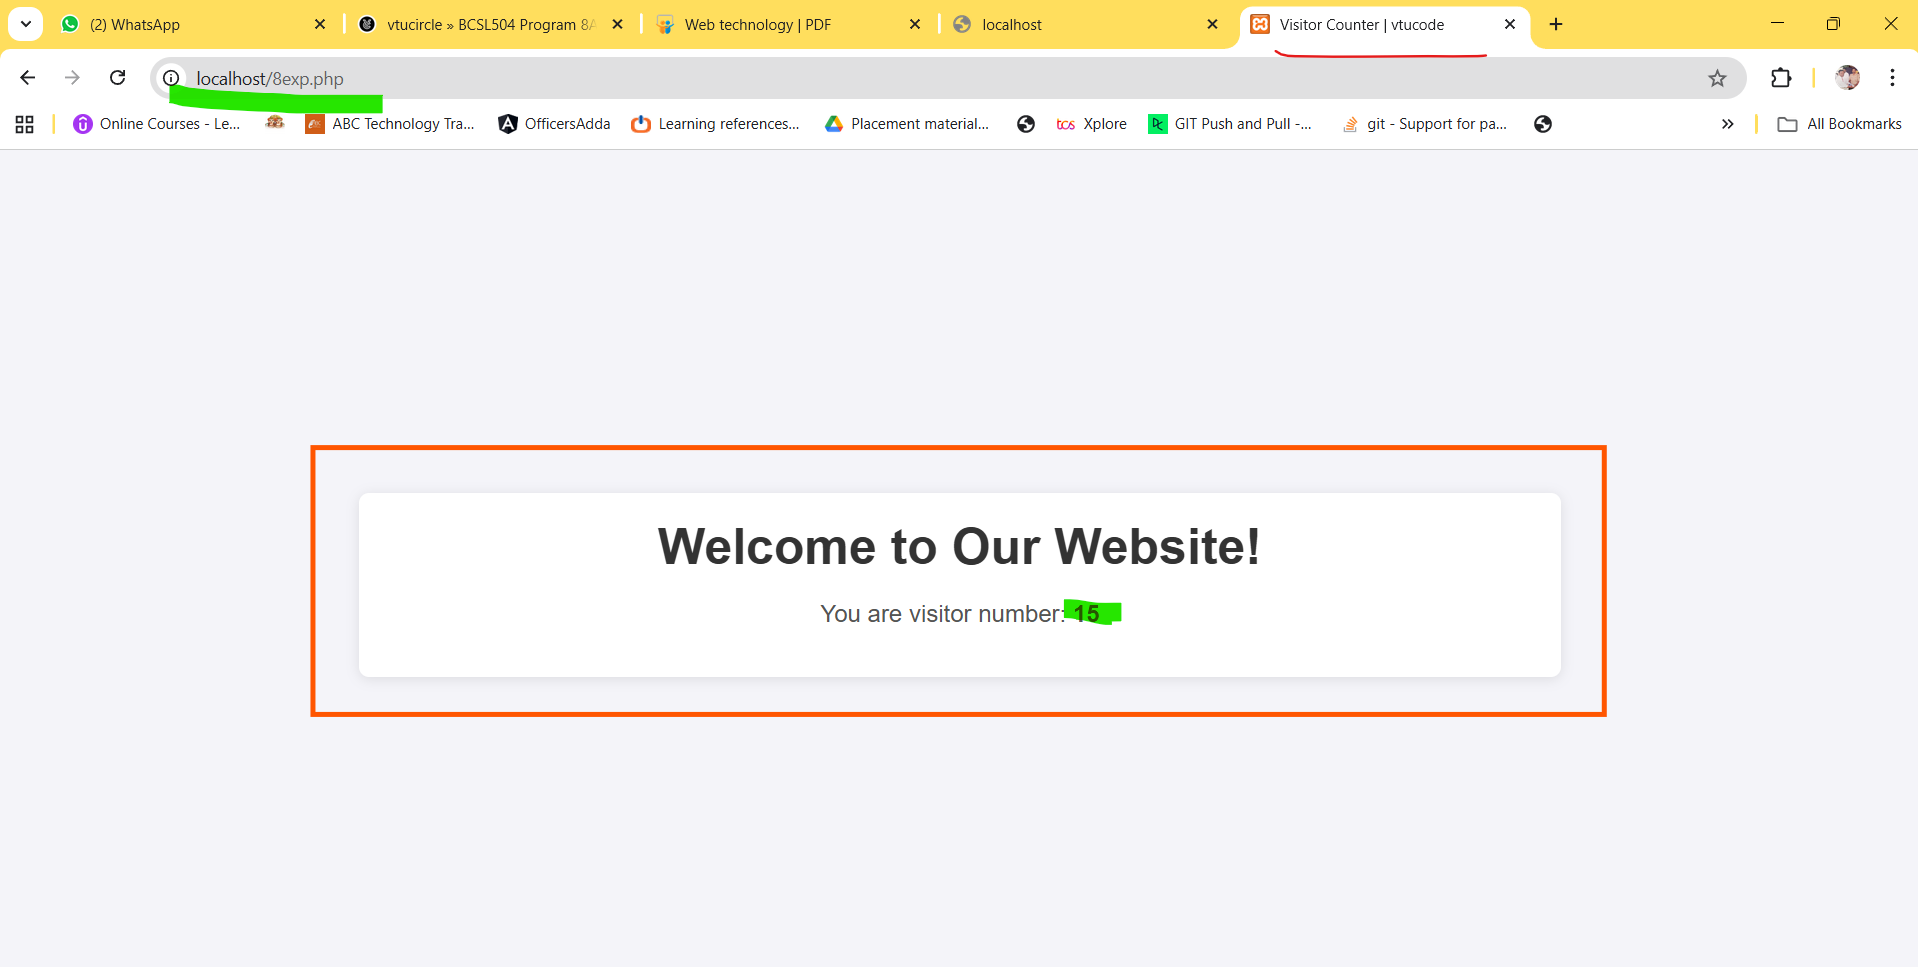 (2) WhatsApp
vtucircle » BCSL504 Program 8A
Web technology | PDF
localhost
Visitor Counter | vtucode
localhost/8exp.php
Online Courses - Le...
ABC Technology Tra...
OfficersAdda
Learning references...
Placement material...
tcs Xplore
GIT Push and Pull -...
git - Support for pa...
All Bookmarks
Welcome to Our Website!
You are visitor number: 15